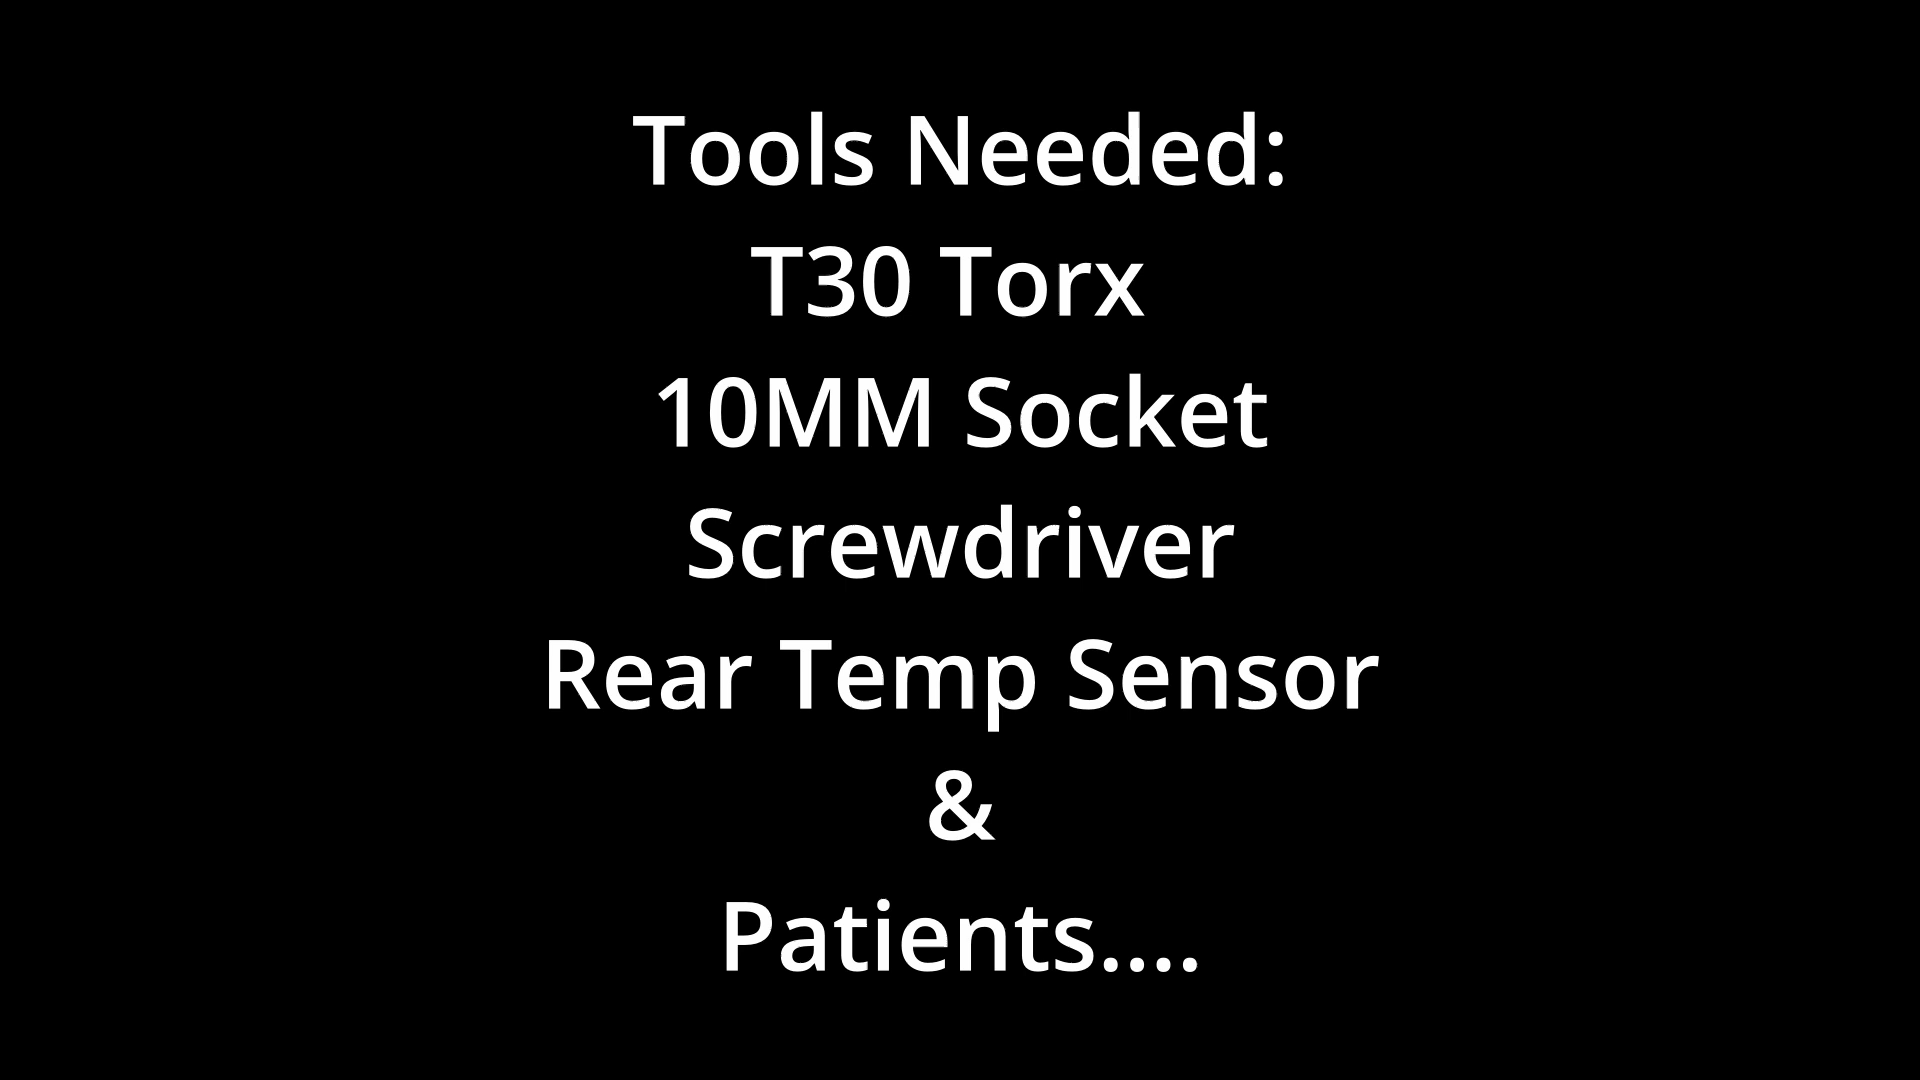 Tools Needed:
T30 Torx
10MM Socket
Screwdriver
Rear Temp Sensor
&
Patients....